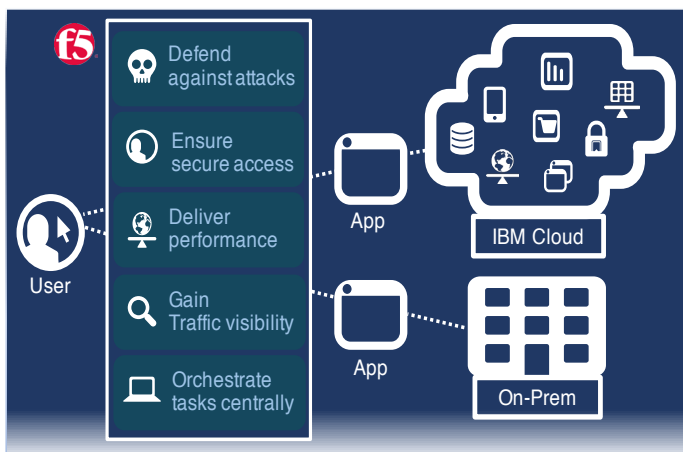 f5
Defend
against attacks
Ensure
secure access
Deliver
performance
Gain
Traffic visibility
Orchestrate
tasks centrally
User
App
App
IBM Cloud
On-Prem